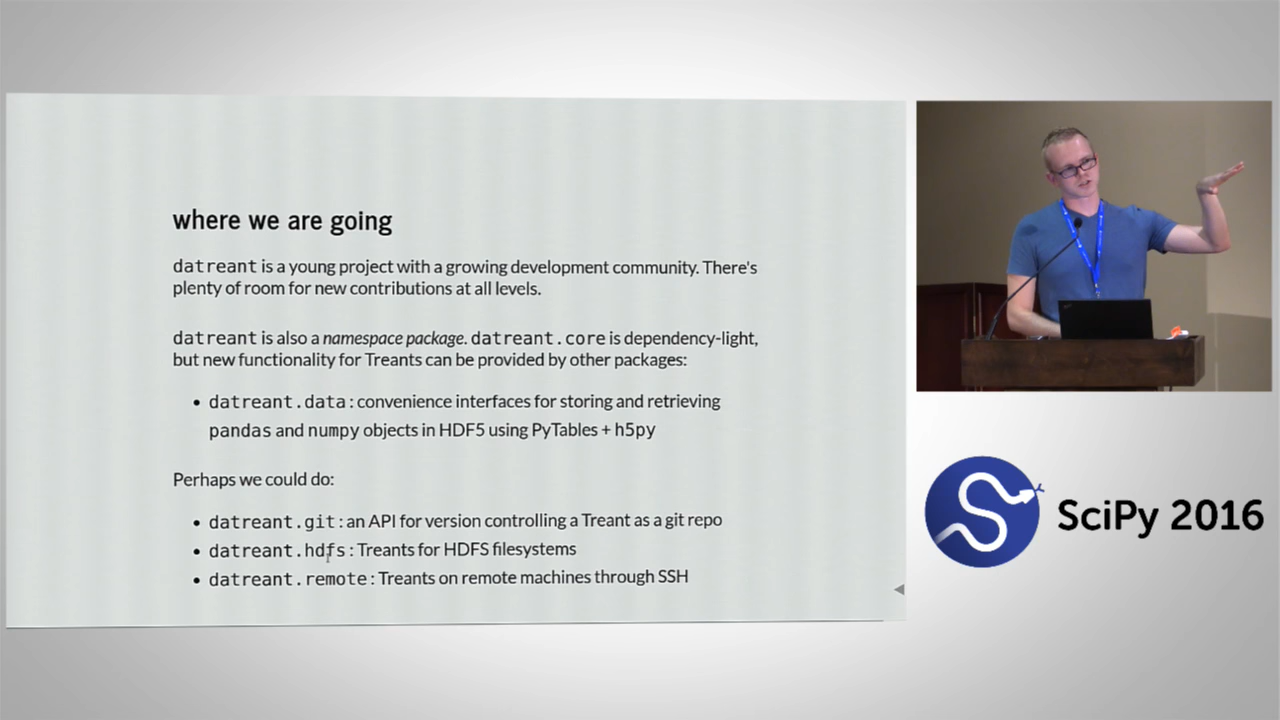 where we are going
datreant is a young project with a growing development community. There's
plenty of room for new contributions at all levels.
datreant is also a namespace package. datreant.core is dependency-light,
but new functionality for Treants can be provided by other packages:
• datreant.data: convenience interfaces for storing and retrieving
pandas and numpy objects in HDF5 using PyTables + h5py
Perhaps we could do:
• datreant.git: an API for version controlling a Treant as a git repo
• datreant.hdfs: Treants for HDFS filesystems
• datreant.remote: Treants on remote machines through SSH
SciPy 2016